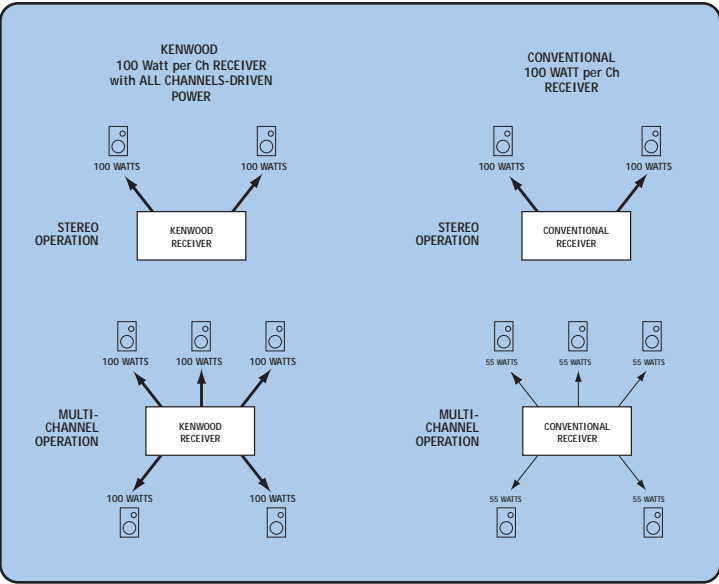 KENWOOD
100 Watt per Ch RECEIVER
with ALL CHANNELS-DRIVEN
POWER
CONVENTIONAL
100 WATT per Ch
RECEIVER
100 WATTS
100 WATTS
100 WATTS
100 WATTS
STEREO
OPERATION
KENWOOD
RECEIVER
STEREO
OPERATION
CONVENTIONAL
RECEIVER
100 WATTS
100 WATTS
100 WATTS
55 WATTS
55 WATTS
55 WATTS
MULTI-
CHANNEL
OPERATION
KENWOOD
RECEIVER
MULTI-
CHANNEL
OPERATION
CONVENTIONAL
RECEIVER
100 WATTS
100 WATTS
55 WATTS
55 WATTS